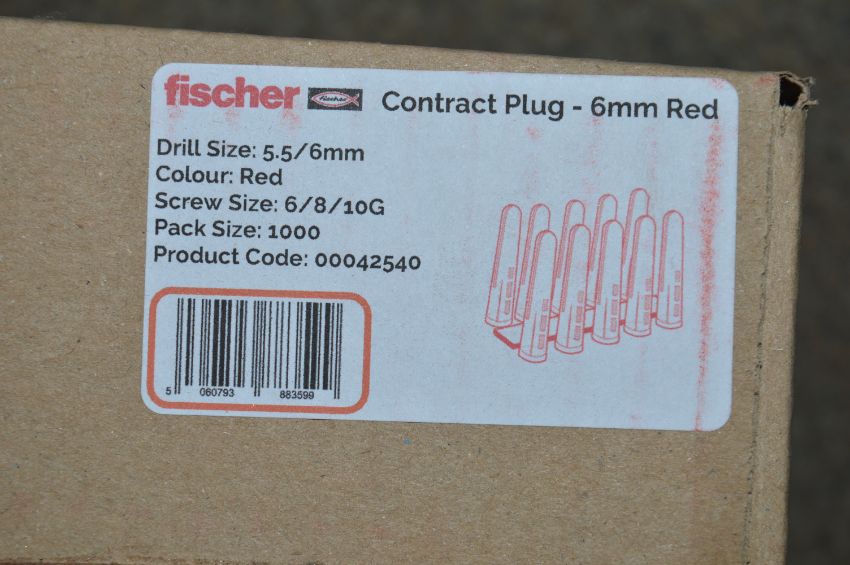 fischer fischer Contract Plug - 6mm Red
Drill Size: 5.5/6mm
Colour: Red
Screw Size: 6/8/10G
Pack Size: 1000
Product Code: 00042540
5 060793 883599